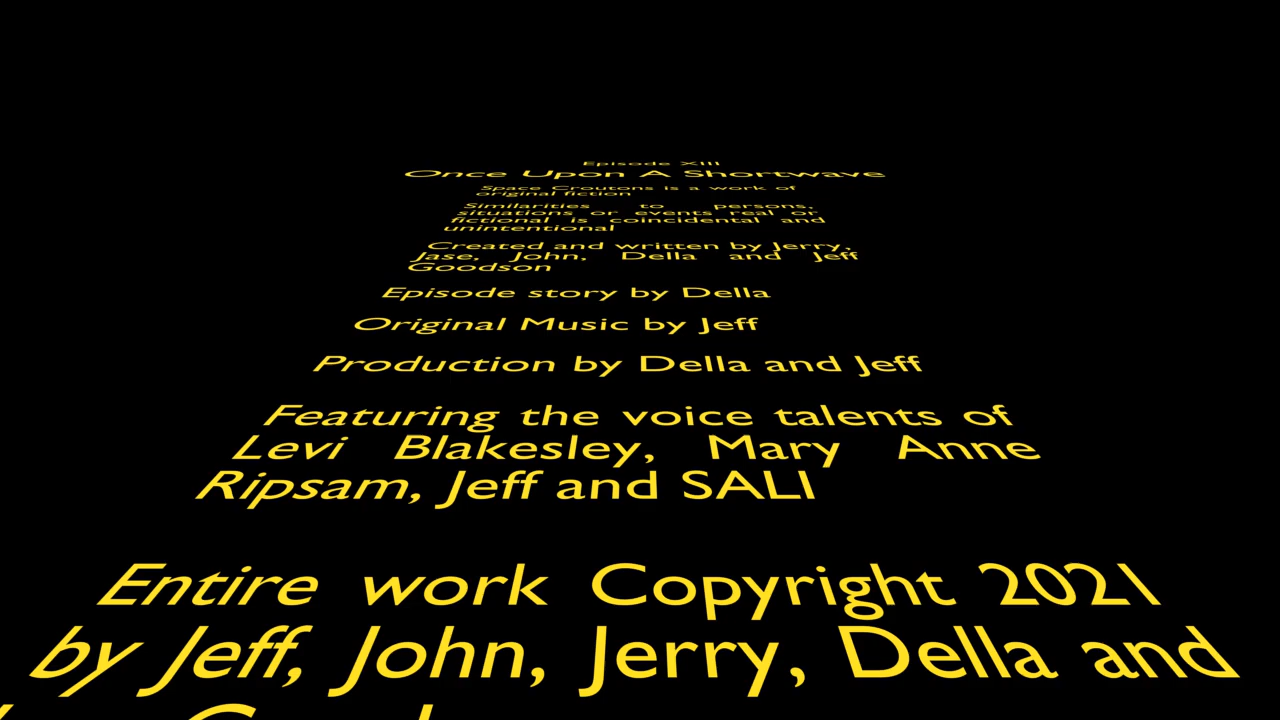 Episode XIII
Once Upon A Shortwave
Space Croutons is a work of
original fiction
Similarities to persons,
situations or events real or
fictional is coincidental and
unintentional
Created and written by Jerry,
Jase, John, Della and Jeff
Goodson
Episode story by Della
Original Music by Jeff
Production by Della and Jeff
Featuring the voice talents of
Levi Blakesley, Mary Anne
Ripsam, Jeff and SALI
Entire work Copyright 2021
by Jeff, John, Jerry, Della and